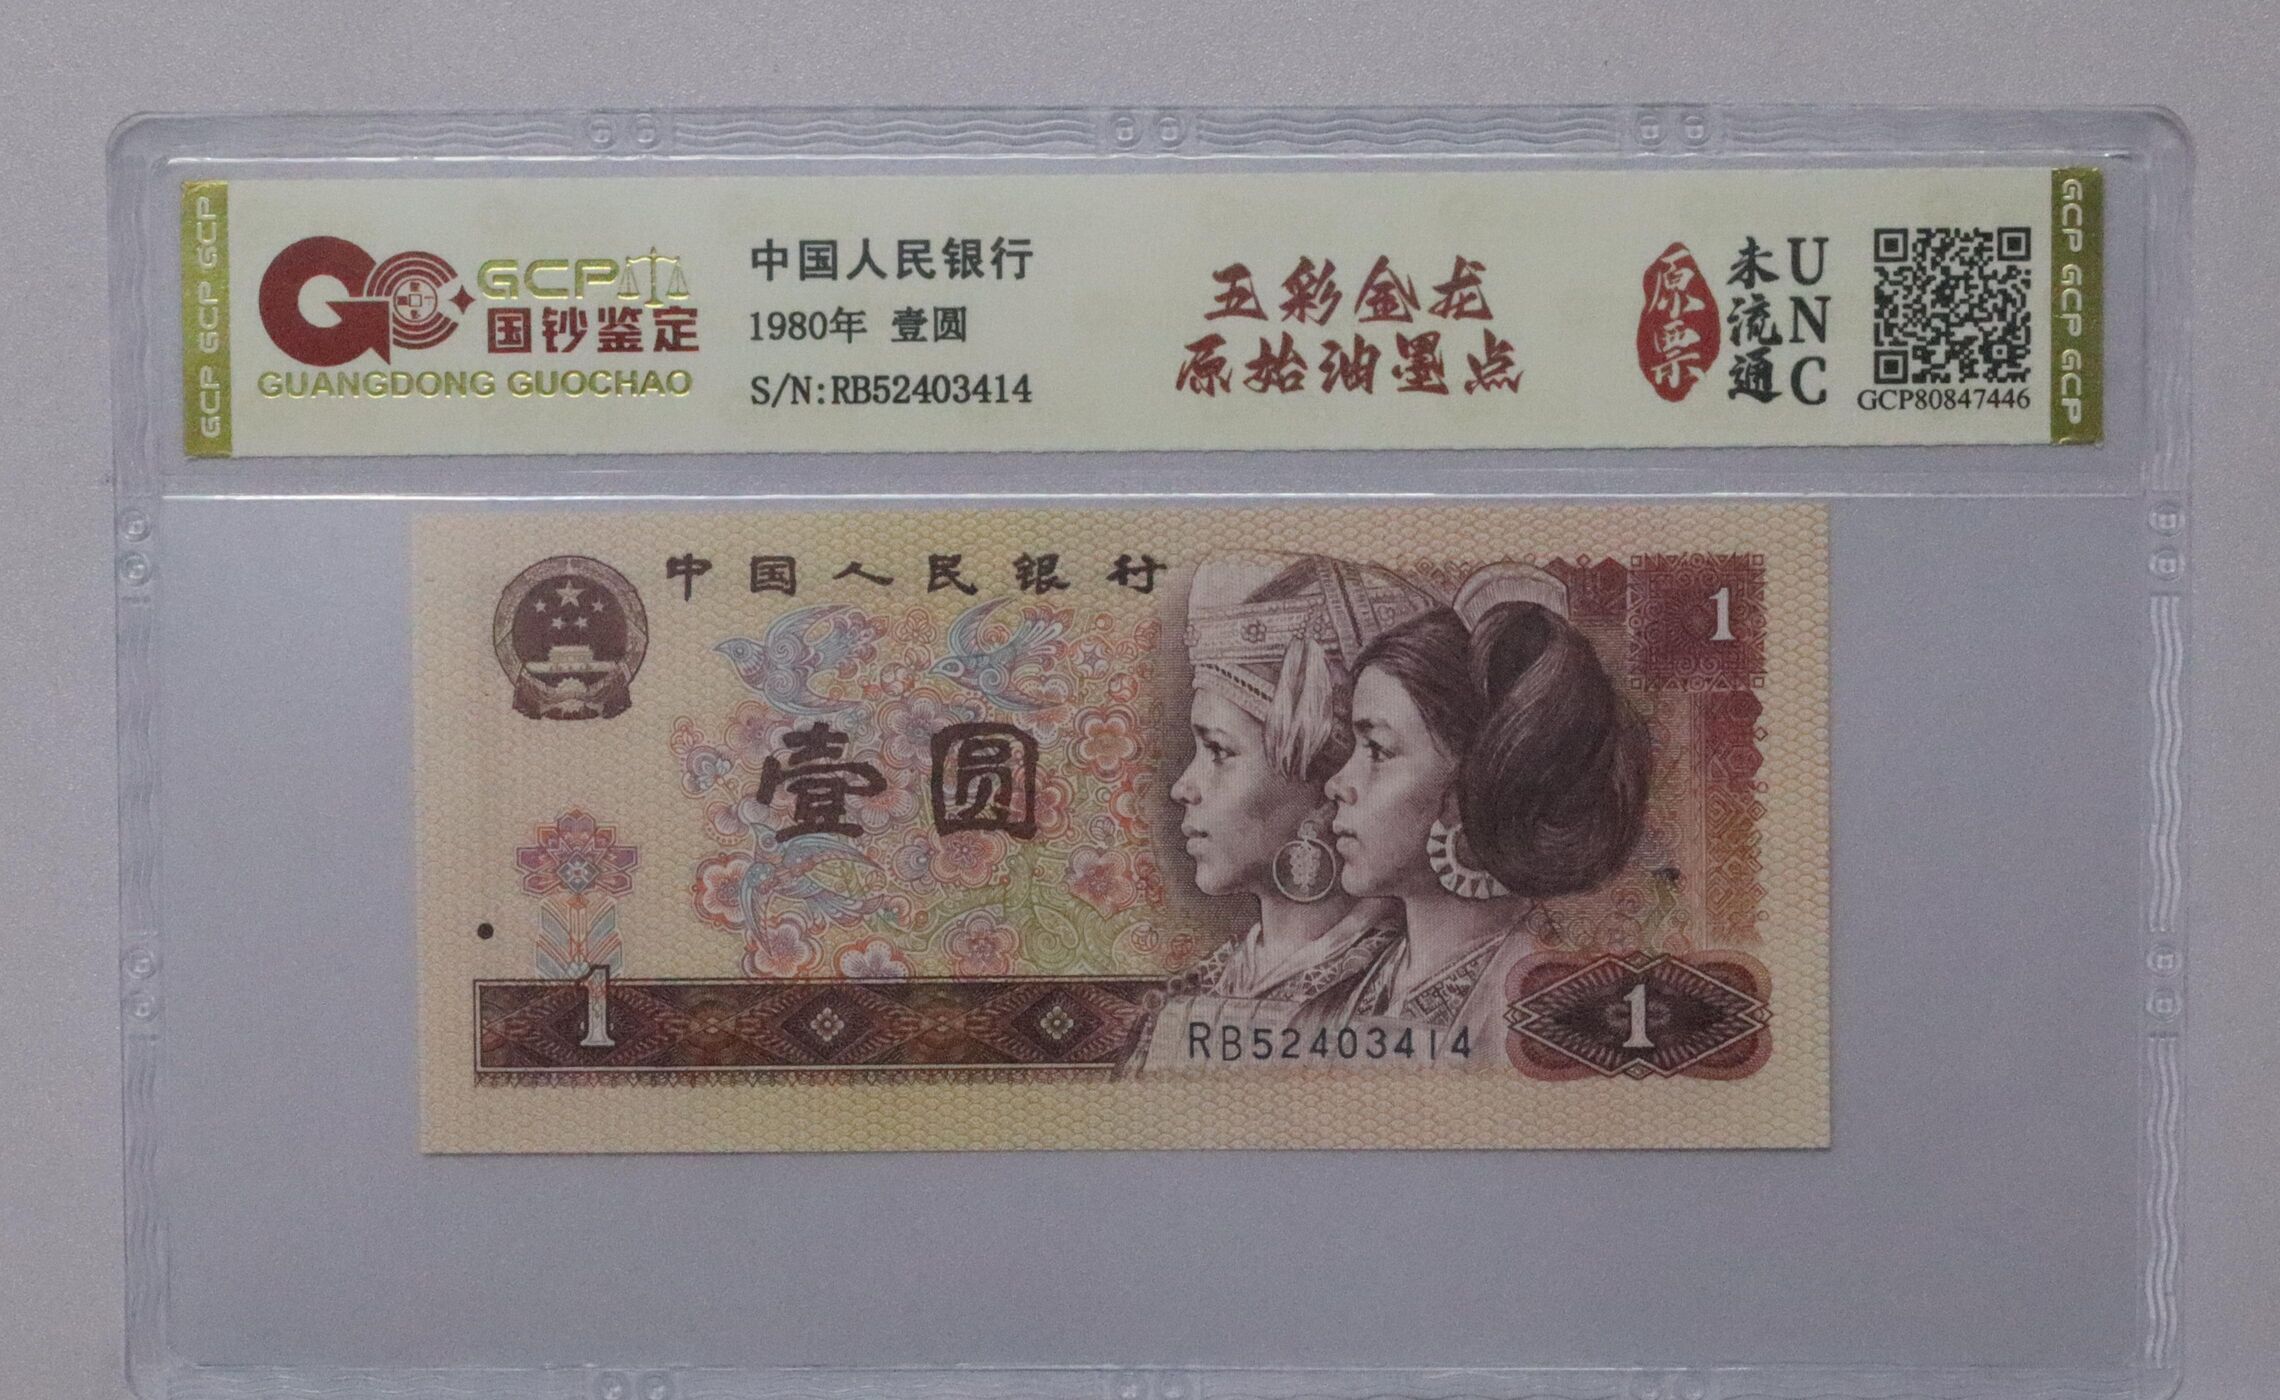 GCP GCP GCP
GCP
国钞鉴定
GUANGDONG GUOCHAO
中国人民银行
1980年 壹圆
S/N:RB52403414
五彩金龙
原始油墨点
原票
未流通
UNC
GCP80847446
GCP GCP GCP
中国人民银行
1
壹圆
1
RB52403414
1